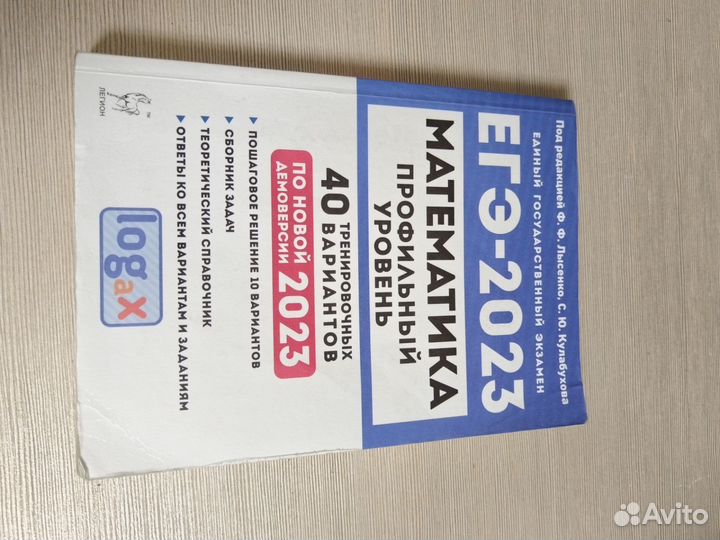 Под редакцией Ф. Ф. Лысенко, С. Ю. Кулабухова
ЕДИНЫЙ ГОСУДАРСТВЕННЫЙ ЭКЗАМЕН
ЕГЭ-2023
МАТЕМАТИКА
ПРОФИЛЬНЫЙ
УРОВЕНЬ
40 ТРЕНИРОВОЧНЫХ
ВАРИАНТОВ
ПО НОВОЙ
ДЕМОВЕРСИИ 2023
ПОШАГОВОЕ РЕШЕНИЕ 10 ВАРИАНТОВ
СБОРНИК ЗАДАЧ
ТЕОРЕТИЧЕСКИЙ СПРАВОЧНИК
ОТВЕТЫ КО ВСЕМ ВАРИАНТАМ И ЗАДАНИЯМ
logax
ЛЕГИОН
TM
Avito